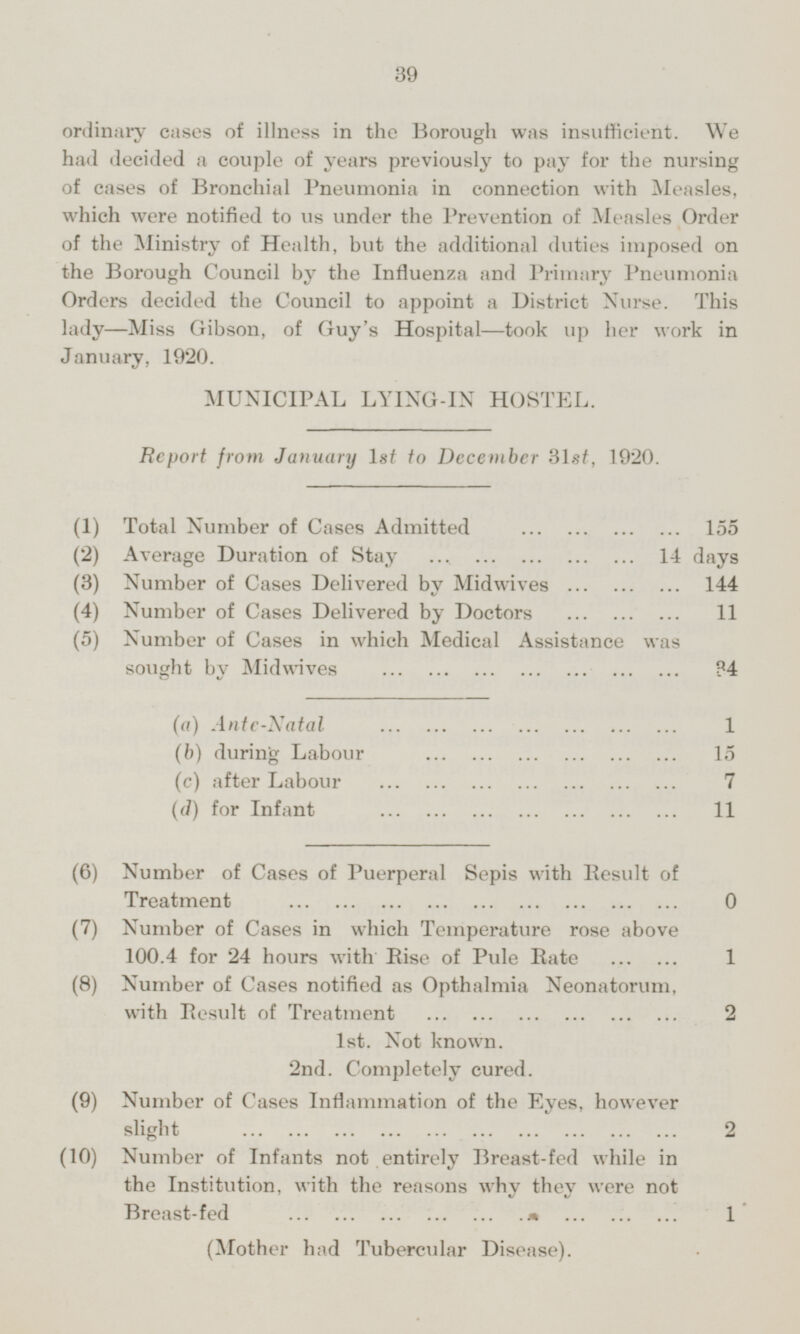 39
ordinary cases of illness in the Borough was insufficient. We
had decided a couple of years previously to pay for the nursing
of cases of Bronchial Pneumonia in connection with Measles,
which were notified to us under the Prevention of Measles Order
of the Ministry of Health, but the additional duties imposed on
the Borough Council by the Influenza and Primary Pneumonia
Orders decided the Council to appoint a District Nurse. This
lady—Miss Gibson, of Guy's Hospital—took up her work in
January, 1920.
MUNICIPAL LYING-IN HOSTEL.
Report from January 1st to December 31st, 1920.
(1) Total Number of Cases Admitted ... ... ... ... 155
(2) Average Duration of Stay ... ... ... ... ... 14 days
(3) Number of Cases Delivered by Midwives ... ... ... 144
(4) Number of Cases Delivered by Doctors ... ... ... 11
(5) Number of Cases in which Medical Assistance was
sought by Midwives ... ... ... ... ... ... ... 34
(a) Ante-Natal ... ... ... ... ... ... ... 1
(b) during Labour ... ... ... ... ... ... 15
(c) after Labour ... ... ... ... ... ... ... 7
(d) for Infant ... ... ... ... ... ... ... 11
(6) Number of Cases of Puerperal Sepis with Result of
Treatment ... ... ... ... ... ... ... ... ... 0
(7) Number of Cases in which Temperature rose above
100.4 for 24 hours with Rise of Pule Rate ... ... 1
(8) Number of Cases notified as Opthalmia Neonatorum,
with Result of Treatment ... ... ... ... ... ... 2
1st. Not known.
2nd. Completely cured.
(9) Number of Cases Inflammation of the Eyes, however
slight ... ... ... ... ... ... ... ... ... ... 2
(10) Number of Infants not entirely Breast-fed while in
the Institution, with the reasons why they were not
Breast-fed ... ... ... ... ... ... ... ... ... 1
(Mother had Tubercular Disease).